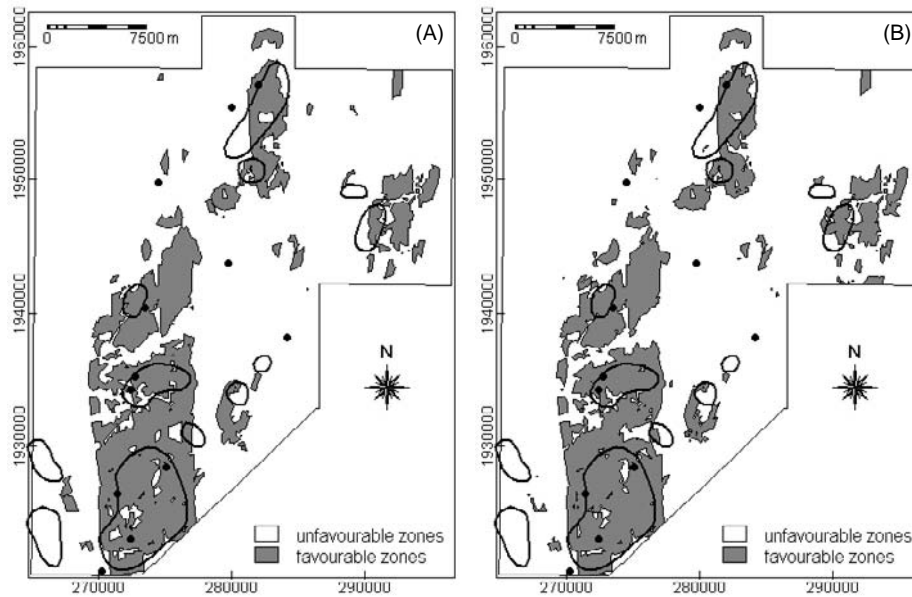 (A)
0 7500 m
1960000
1950000
1940000
1930000
N
unfavourable zones
favourable zones
270000 280000 290000
(B)
0 7500 m
1960000
1950000
1940000
1930000
N
unfavourable zones
favourable zones
270000 280000 290000